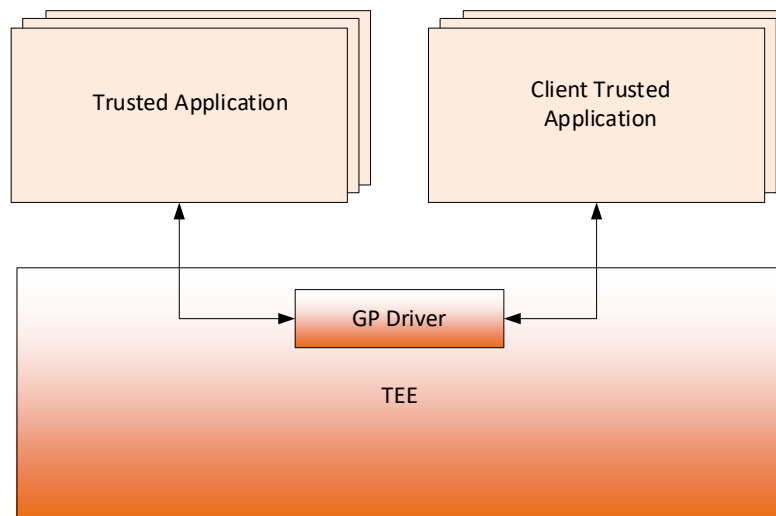 Trusted Application
Client Trusted
Application
GP Driver
TEE